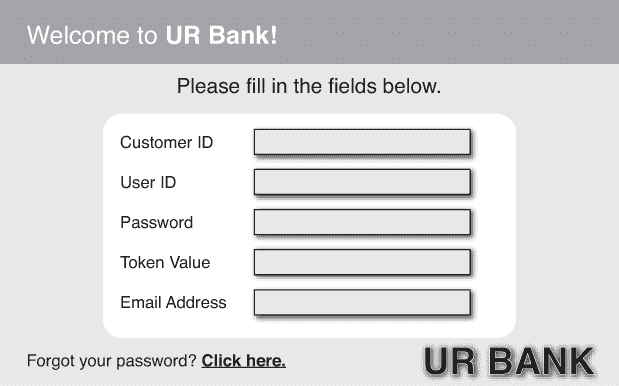 Welcome to UR Bank!
Please fill in the fields below.
Customer ID
User ID
Password
Token Value
Email Address
Forgot your password? Click here.
UR BANK